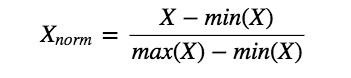 X_norm = (X − min(X)) / (max(X) − min(X))